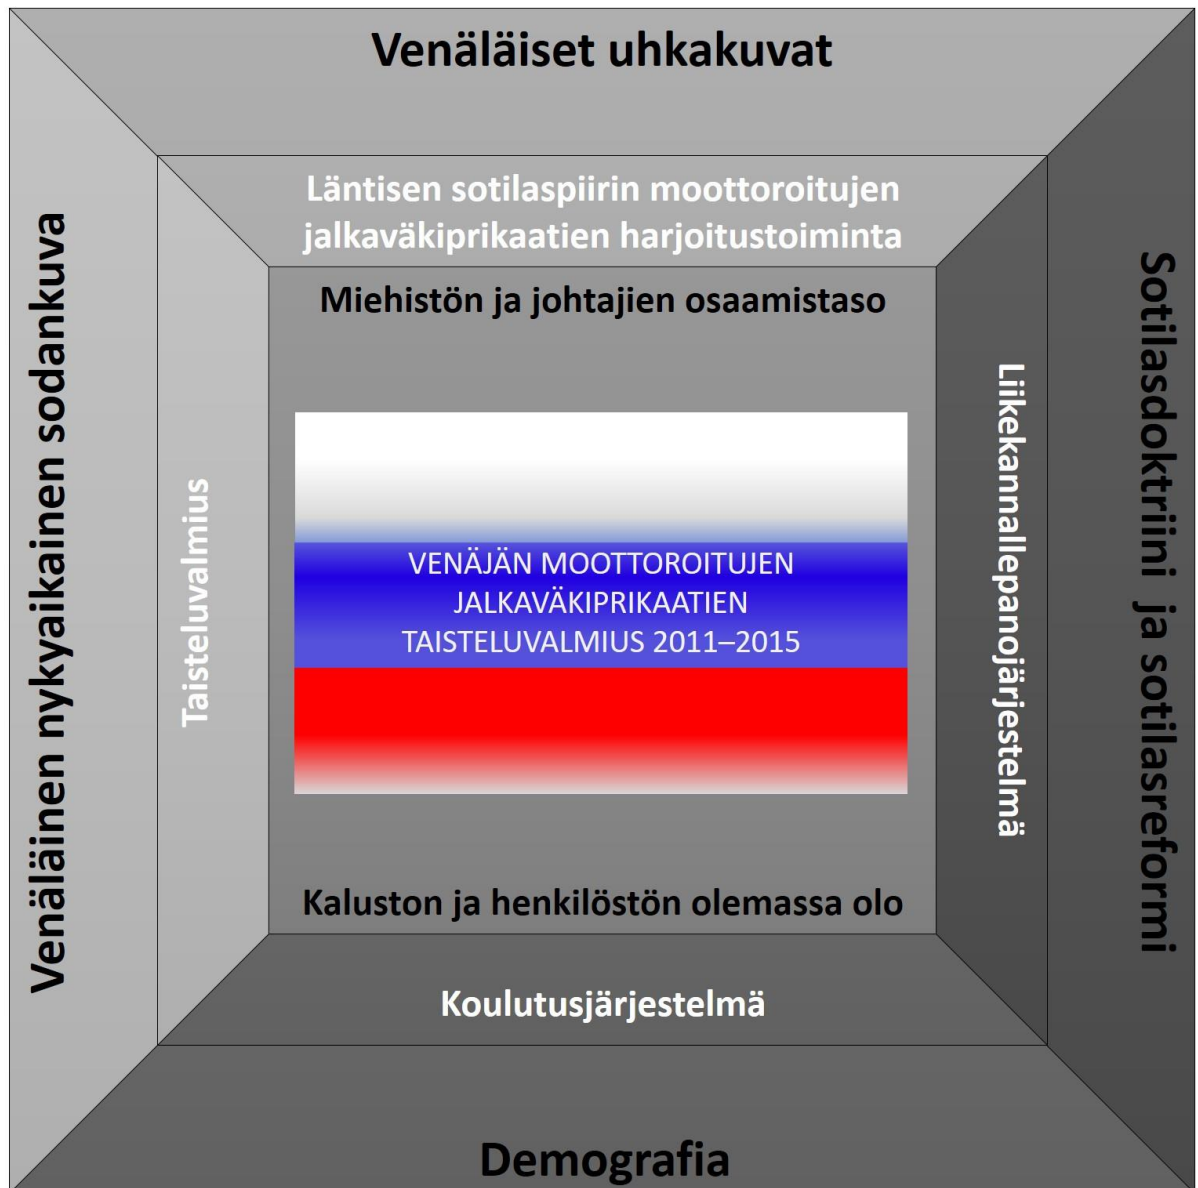 Venäläiset uhkakuvat
Läntisen sotilaspiirin moottoroitujen
jalkaväkiprikaatien harjoitustoiminta
Miehistön ja johtajien osaamistaso
Venäläinen nykyaikainen sodankuva
Taisteluvalmius
VENÄJÄN MOOTTOROITUJEN
JALKAVÄKIPRIKAATIEN
TAISTELUVALMIUS 2011–2015
Liikekannallepanojärjestelmä
Sotilasdoktriini ja sotilasreformi
Kaluston ja henkilöstön olemassa olo
Koulutusjärjestelmä
Demografia